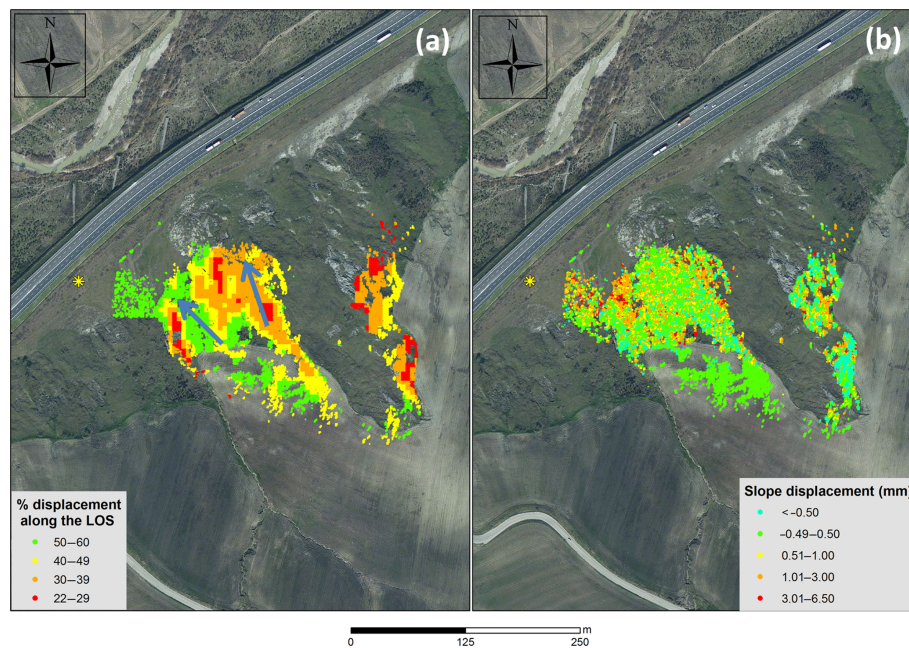 (a)
(b)
% displacement
along the LOS
50—60
40—49
30—39
22—29
Slope displacement (mm)
<-0.50
-0.49–0.50
0.51–1.00
1.01–3.00
3.01–6.50
m
0 125 250